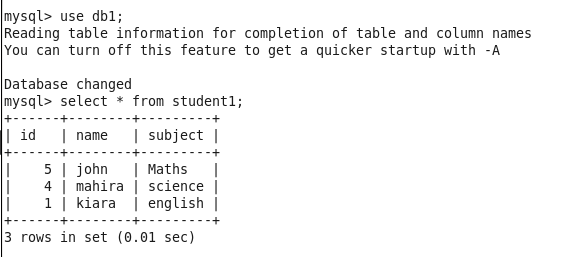 mysql> use db1;
Reading table information for completion of table and column names
You can turn off this feature to get a quicker startup with -A

Database changed
mysql> select * from student1;
+------+--------+---------+
| id   | name   | subject |
+------+--------+---------+
|    5 | john   | Maths   |
|    4 | mahira | science |
|    1 | kiara  | english |
+------+--------+---------+
3 rows in set (0.01 sec)